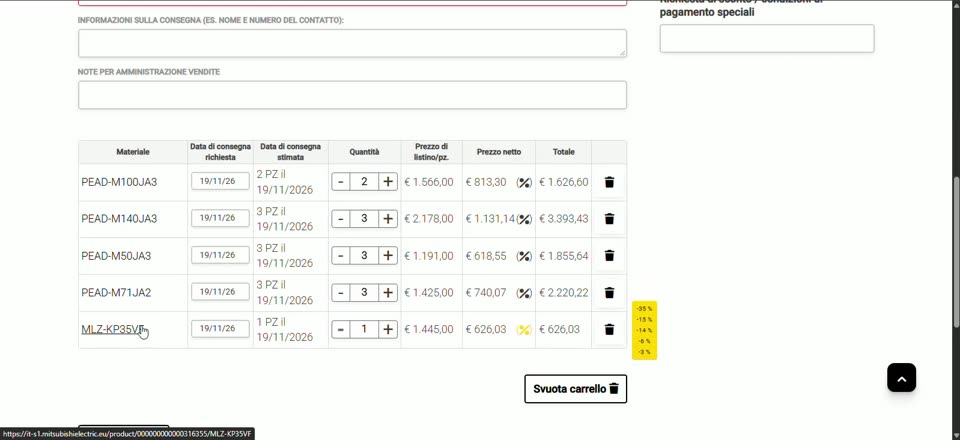 pagamento speciali
INFORMAZIONI SULLA CONSEGNA (ES. NOME E NUMERO DEL CONTATTO):
NOTE PER AMMINISTRAZIONE VENDITE
Materiale Data di consegna richiesta Data di consegna stimata Quantità Prezzo di listino/pz. Prezzo netto Totale
PEAD-M100JA3 19/11/26 2 PZ il 19/11/2026 - 2 + € 1.566,00 € 813,30 (%) € 1.626,60
PEAD-M140JA3 19/11/26 3 PZ il 19/11/2026 - 3 + € 2.178,00 € 1.131,14 (%) € 3.393,43
PEAD-M50JA3 19/11/26 3 PZ il 19/11/2026 - 3 + € 1.191,00 € 618,55 (%) € 1.855,64
PEAD-M71JA2 19/11/26 3 PZ il 19/11/2026 - 3 + € 1.425,00 € 740,07 (%) € 2.220,22
MLZ-KP35VF 19/11/26 1 PZ il 19/11/2026 - 1 + € 1.445,00 € 626,03 (%) € 626,03
-35 %
-15 %
-14 %
-6 %
-3 %
Svuota carrello
https://it-s1.mitsubishielectric.eu/product/000000000000316355/MLZ-KP35VF